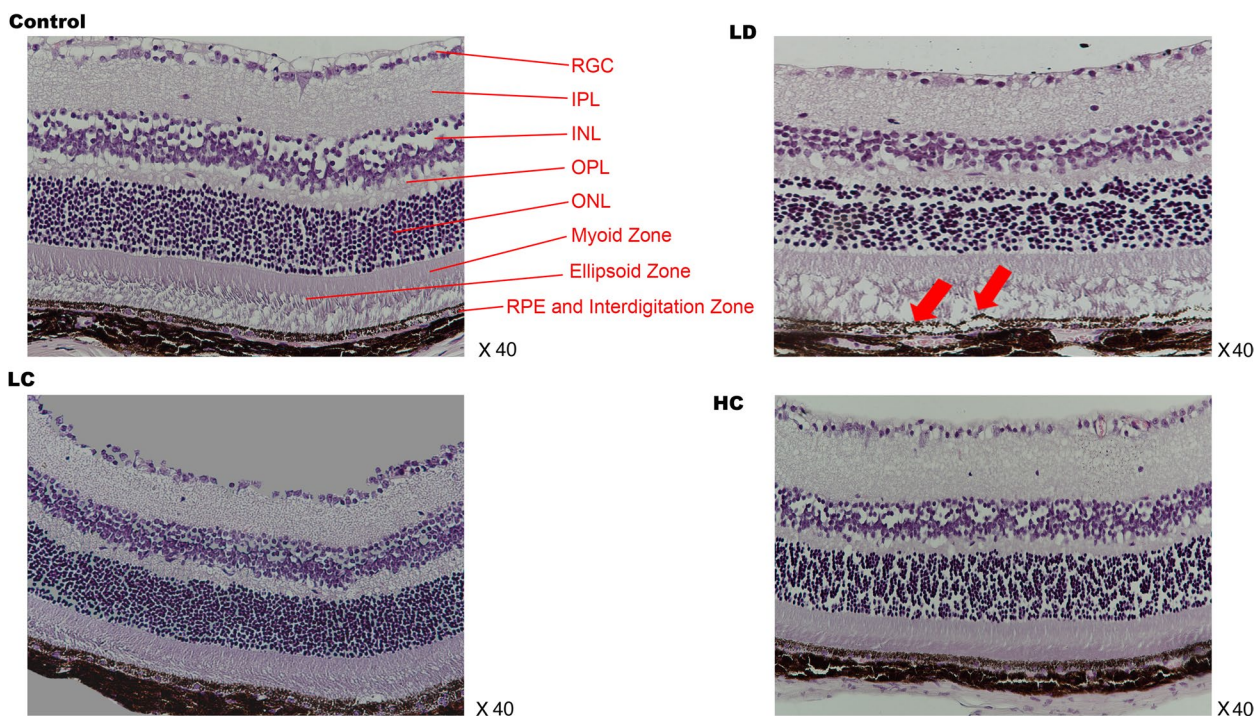 Control
LD
RGC
IPL
INL
OPL
ONL
Myoid Zone
Ellipsoid Zone
RPE and Interdigitation Zone
X 40
X 40
LC
HC
X 40
X 40